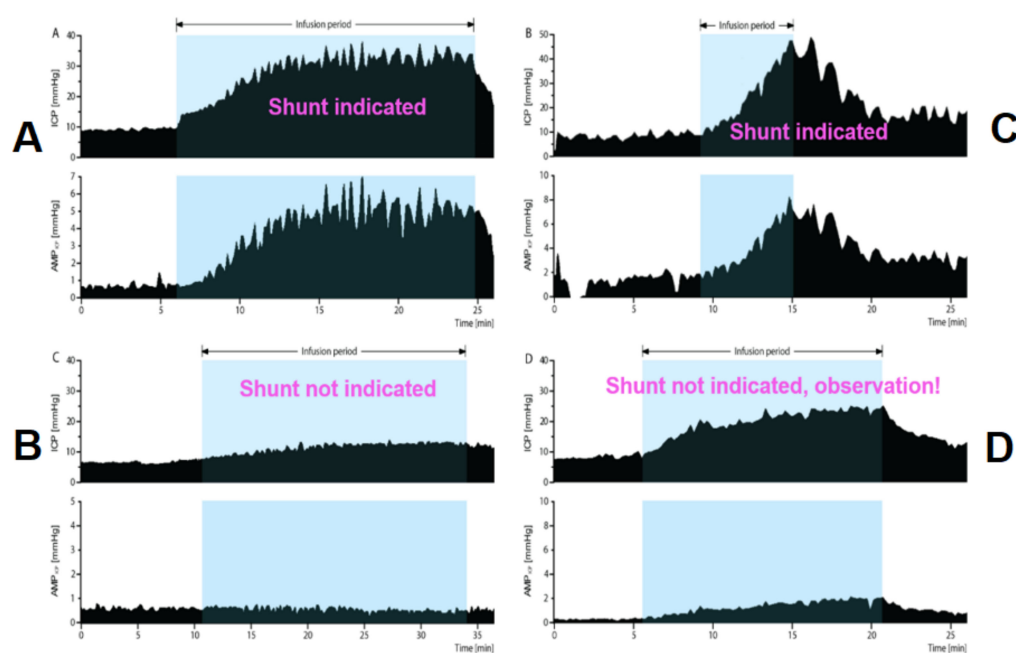 A
Infusion period
40
30
20
10
0
ICP [mmHg]
Shunt indicated
A
7
6
5
4
3
2
1
0
AMP ICP [mmHg]
0 5 10 15 20 25
Time [min]
B
Infusion period
50
40
30
20
10
0
ICP [mmHg]
Shunt indicated
C
10
8
6
4
2
0
AMP ICP [mmHg]
0 5 10 15 20 25
Time [min]
C
Infusion period
40
30
20
10
0
ICP [mmHg]
Shunt not indicated
B
5
4
3
2
1
0
AMP ICP [mmHg]
0 5 10 15 20 25 30 35
Time [min]
D
Infusion period
40
30
20
10
0
ICP [mmHg]
Shunt not indicated, observation!
D
10
8
6
4
2
0
AMP ICP [mmHg]
0 5 10 15 20 25
Time [min]